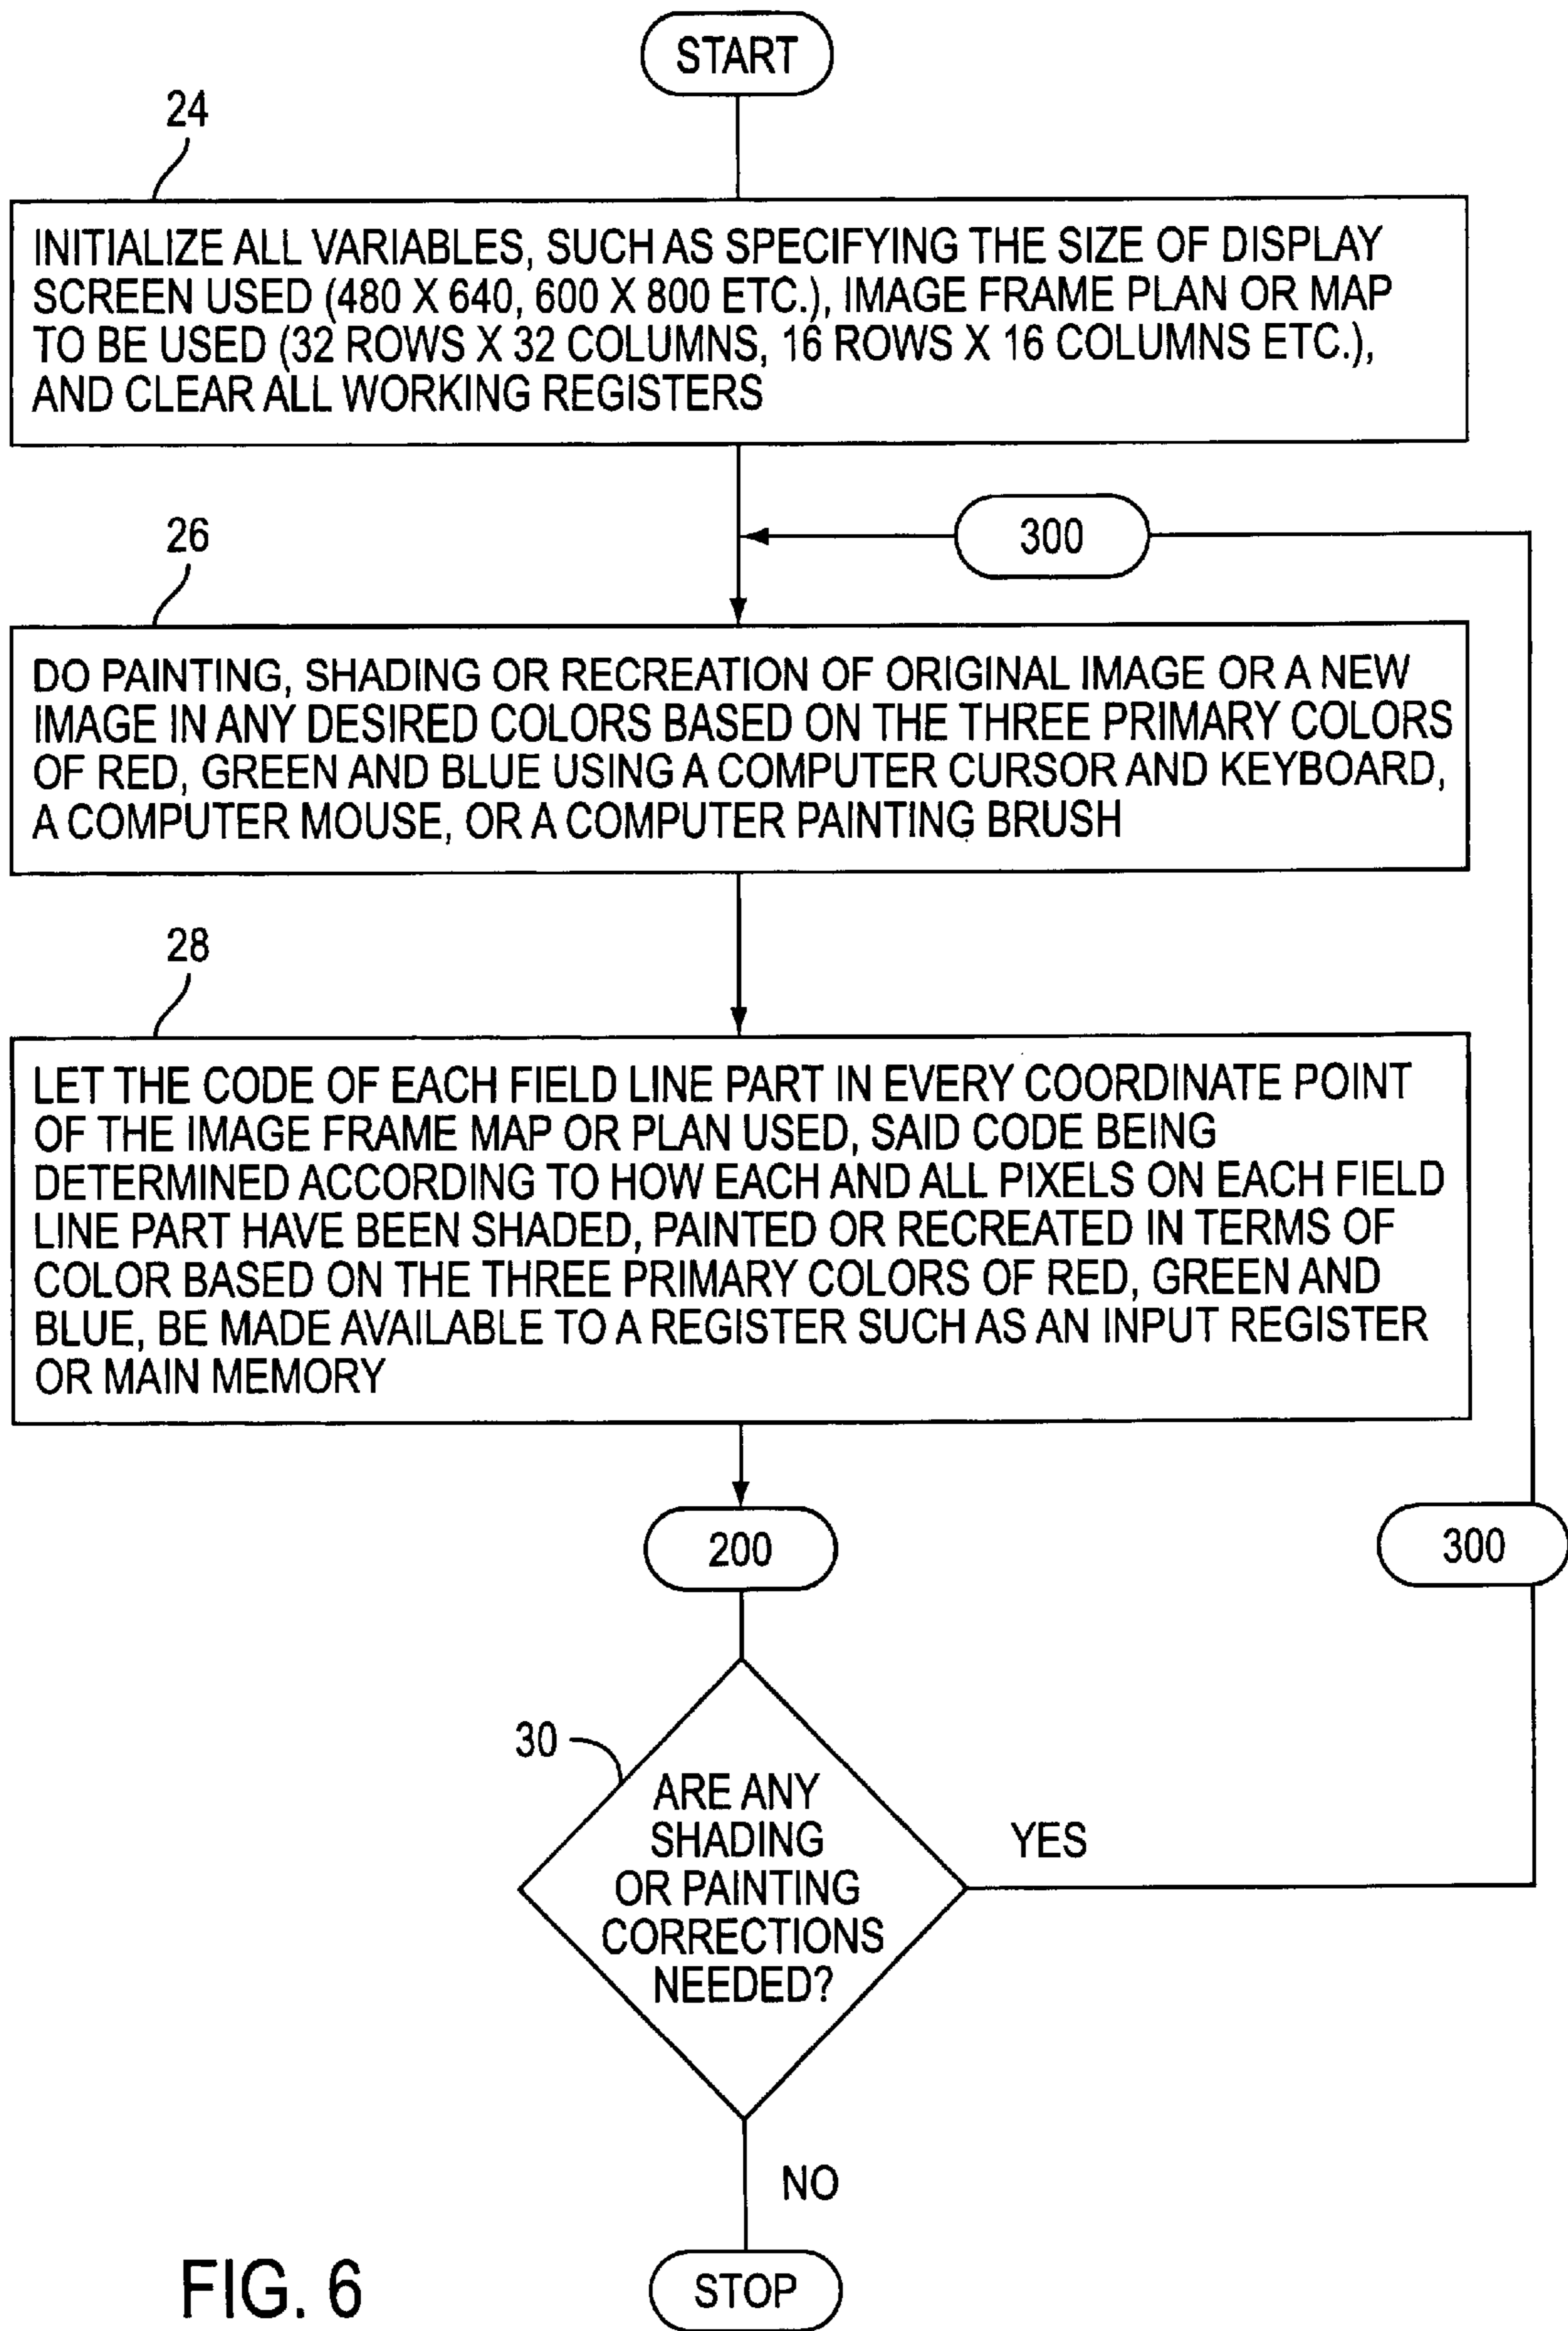 START
24
INITIALIZE ALL VARIABLES, SUCH AS SPECIFYING THE SIZE OF DISPLAY
SCREEN USED (480 X 640, 600 X 800 ETC.), IMAGE FRAME PLAN OR MAP
TO BE USED (32 ROWS X 32 COLUMNS, 16 ROWS X 16 COLUMNS ETC.),
AND CLEAR ALL WORKING REGISTERS
300
26
DO PAINTING, SHADING OR RECREATION OF ORIGINAL IMAGE OR A NEW
IMAGE IN ANY DESIRED COLORS BASED ON THE THREE PRIMARY COLORS
OF RED, GREEN AND BLUE USING A COMPUTER CURSOR AND KEYBOARD,
A COMPUTER MOUSE, OR A COMPUTER PAINTING BRUSH
28
LET THE CODE OF EACH FIELD LINE PART IN EVERY COORDINATE POINT
OF THE IMAGE FRAME MAP OR PLAN USED, SAID CODE BEING
DETERMINED ACCORDING TO HOW EACH AND ALL PIXELS ON EACH FIELD
LINE PART HAVE BEEN SHADED, PAINTED OR RECREATED IN TERMS OF
COLOR BASED ON THE THREE PRIMARY COLORS OF RED, GREEN AND
BLUE, BE MADE AVAILABLE TO A REGISTER SUCH AS AN INPUT REGISTER
OR MAIN MEMORY
200
300
30
ARE ANY
SHADING
OR PAINTING
CORRECTIONS
NEEDED?
YES
NO
STOP
FIG. 6